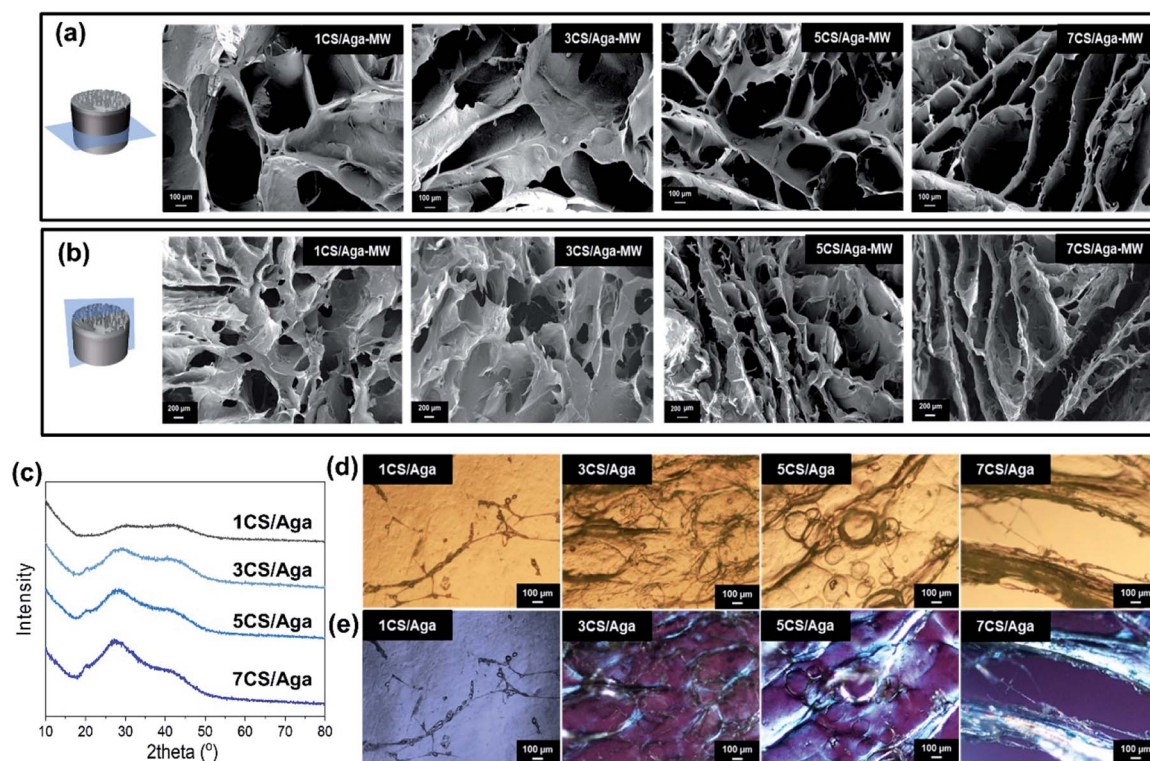 (a)
1CS/Aga-MW
3CS/Aga-MW
5CS/Aga-MW
7CS/Aga-MW
100 µm
100 µm
100 µm
100 µm
(b)
1CS/Aga-MW
3CS/Aga-MW
5CS/Aga-MW
7CS/Aga-MW
200 µm
200 µm
200 µm
200 µm
(c)
1CS/Aga
3CS/Aga
5CS/Aga
7CS/Aga
Intensity
10 20 30 40 50 60 70 80
2theta (°)
(d)
1CS/Aga
3CS/Aga
5CS/Aga
7CS/Aga
100 µm
100 µm
100 µm
100 µm
(e)
1CS/Aga
3CS/Aga
5CS/Aga
7CS/Aga
100 µm
100 µm
100 µm
100 µm